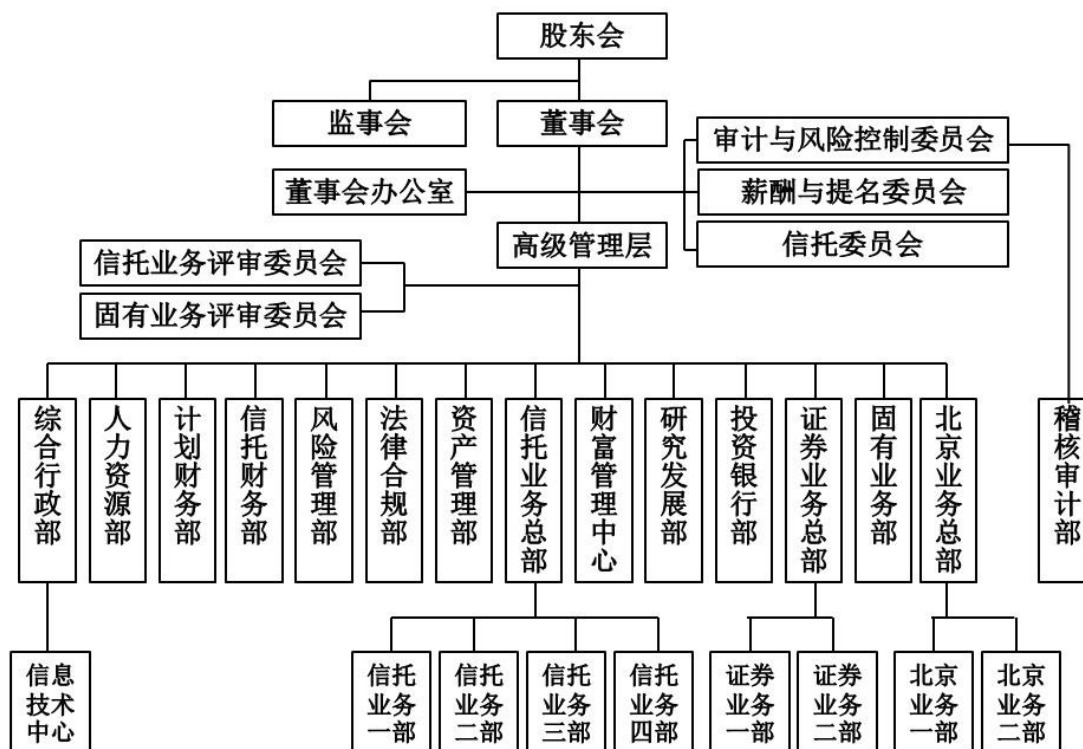 股东会
监事会
董事会
审计与风险控制委员会
董事会办公室
薪酬与提名委员会
高级管理层
信托委员会
信托业务评审委员会
固有业务评审委员会
综合行政部
人力资源部
计划财务部
信托财务部
风险管理部
法律合规部
资产管理部
信托业务总部
财富管理中心
研究发展部
投资银行部
证券业务总部
固有业务部
北京业务总部
稽核审计部
信息
技术
中心
信托
业务
一部
信托
业务
二部
信托
业务
三部
信托
业务
四部
证券
业务
一部
证券
业务
二部
北京
业务
一部
北京
业务
二部